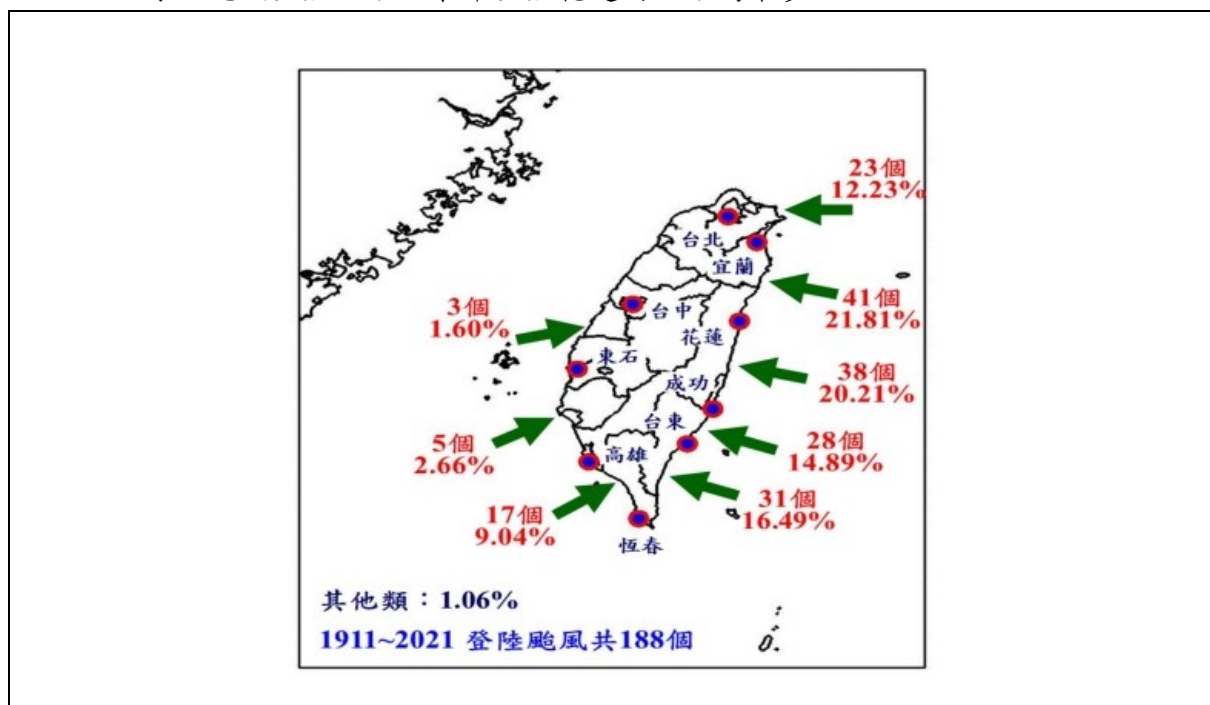 23個
12.23%
台北
宜蘭
41個
21.81%
3個
1.60%
台中
花蓮
東石
38個
20.21%
成功
台東
5個
2.66%
高雄
28個
14.89%
17個
9.04%
31個
16.49%
恆春
其他類：1.06%
1911~2021 登陸颱風共188個